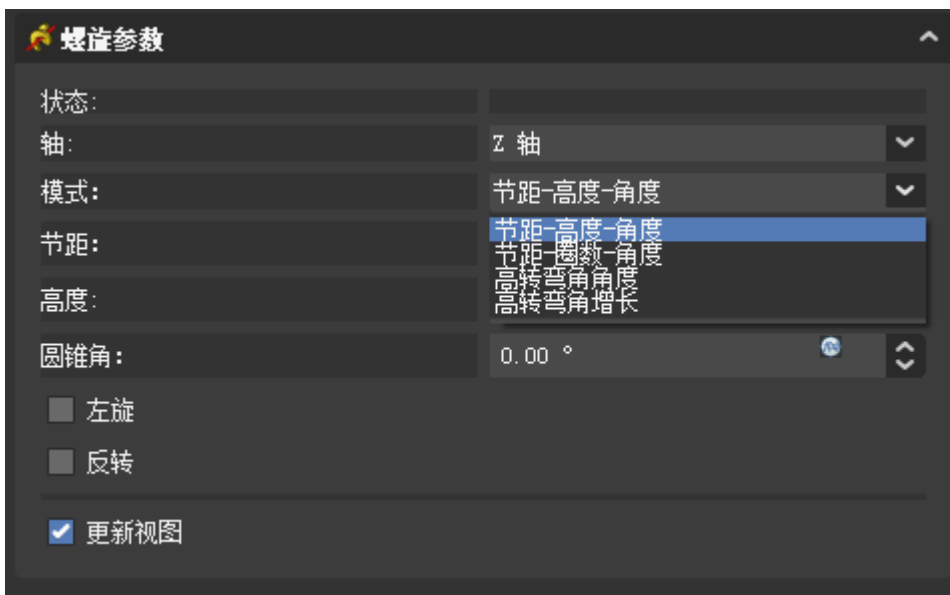 螺旋参数
状态:
轴:
Z 轴
模式:
节距-高度-角度
节距:
节距-高度-角度
节距-圈数-角度
高转弯角角度
高转弯角增长
高度:
圆锥角:
0.00 °
左旋
反转
更新视图